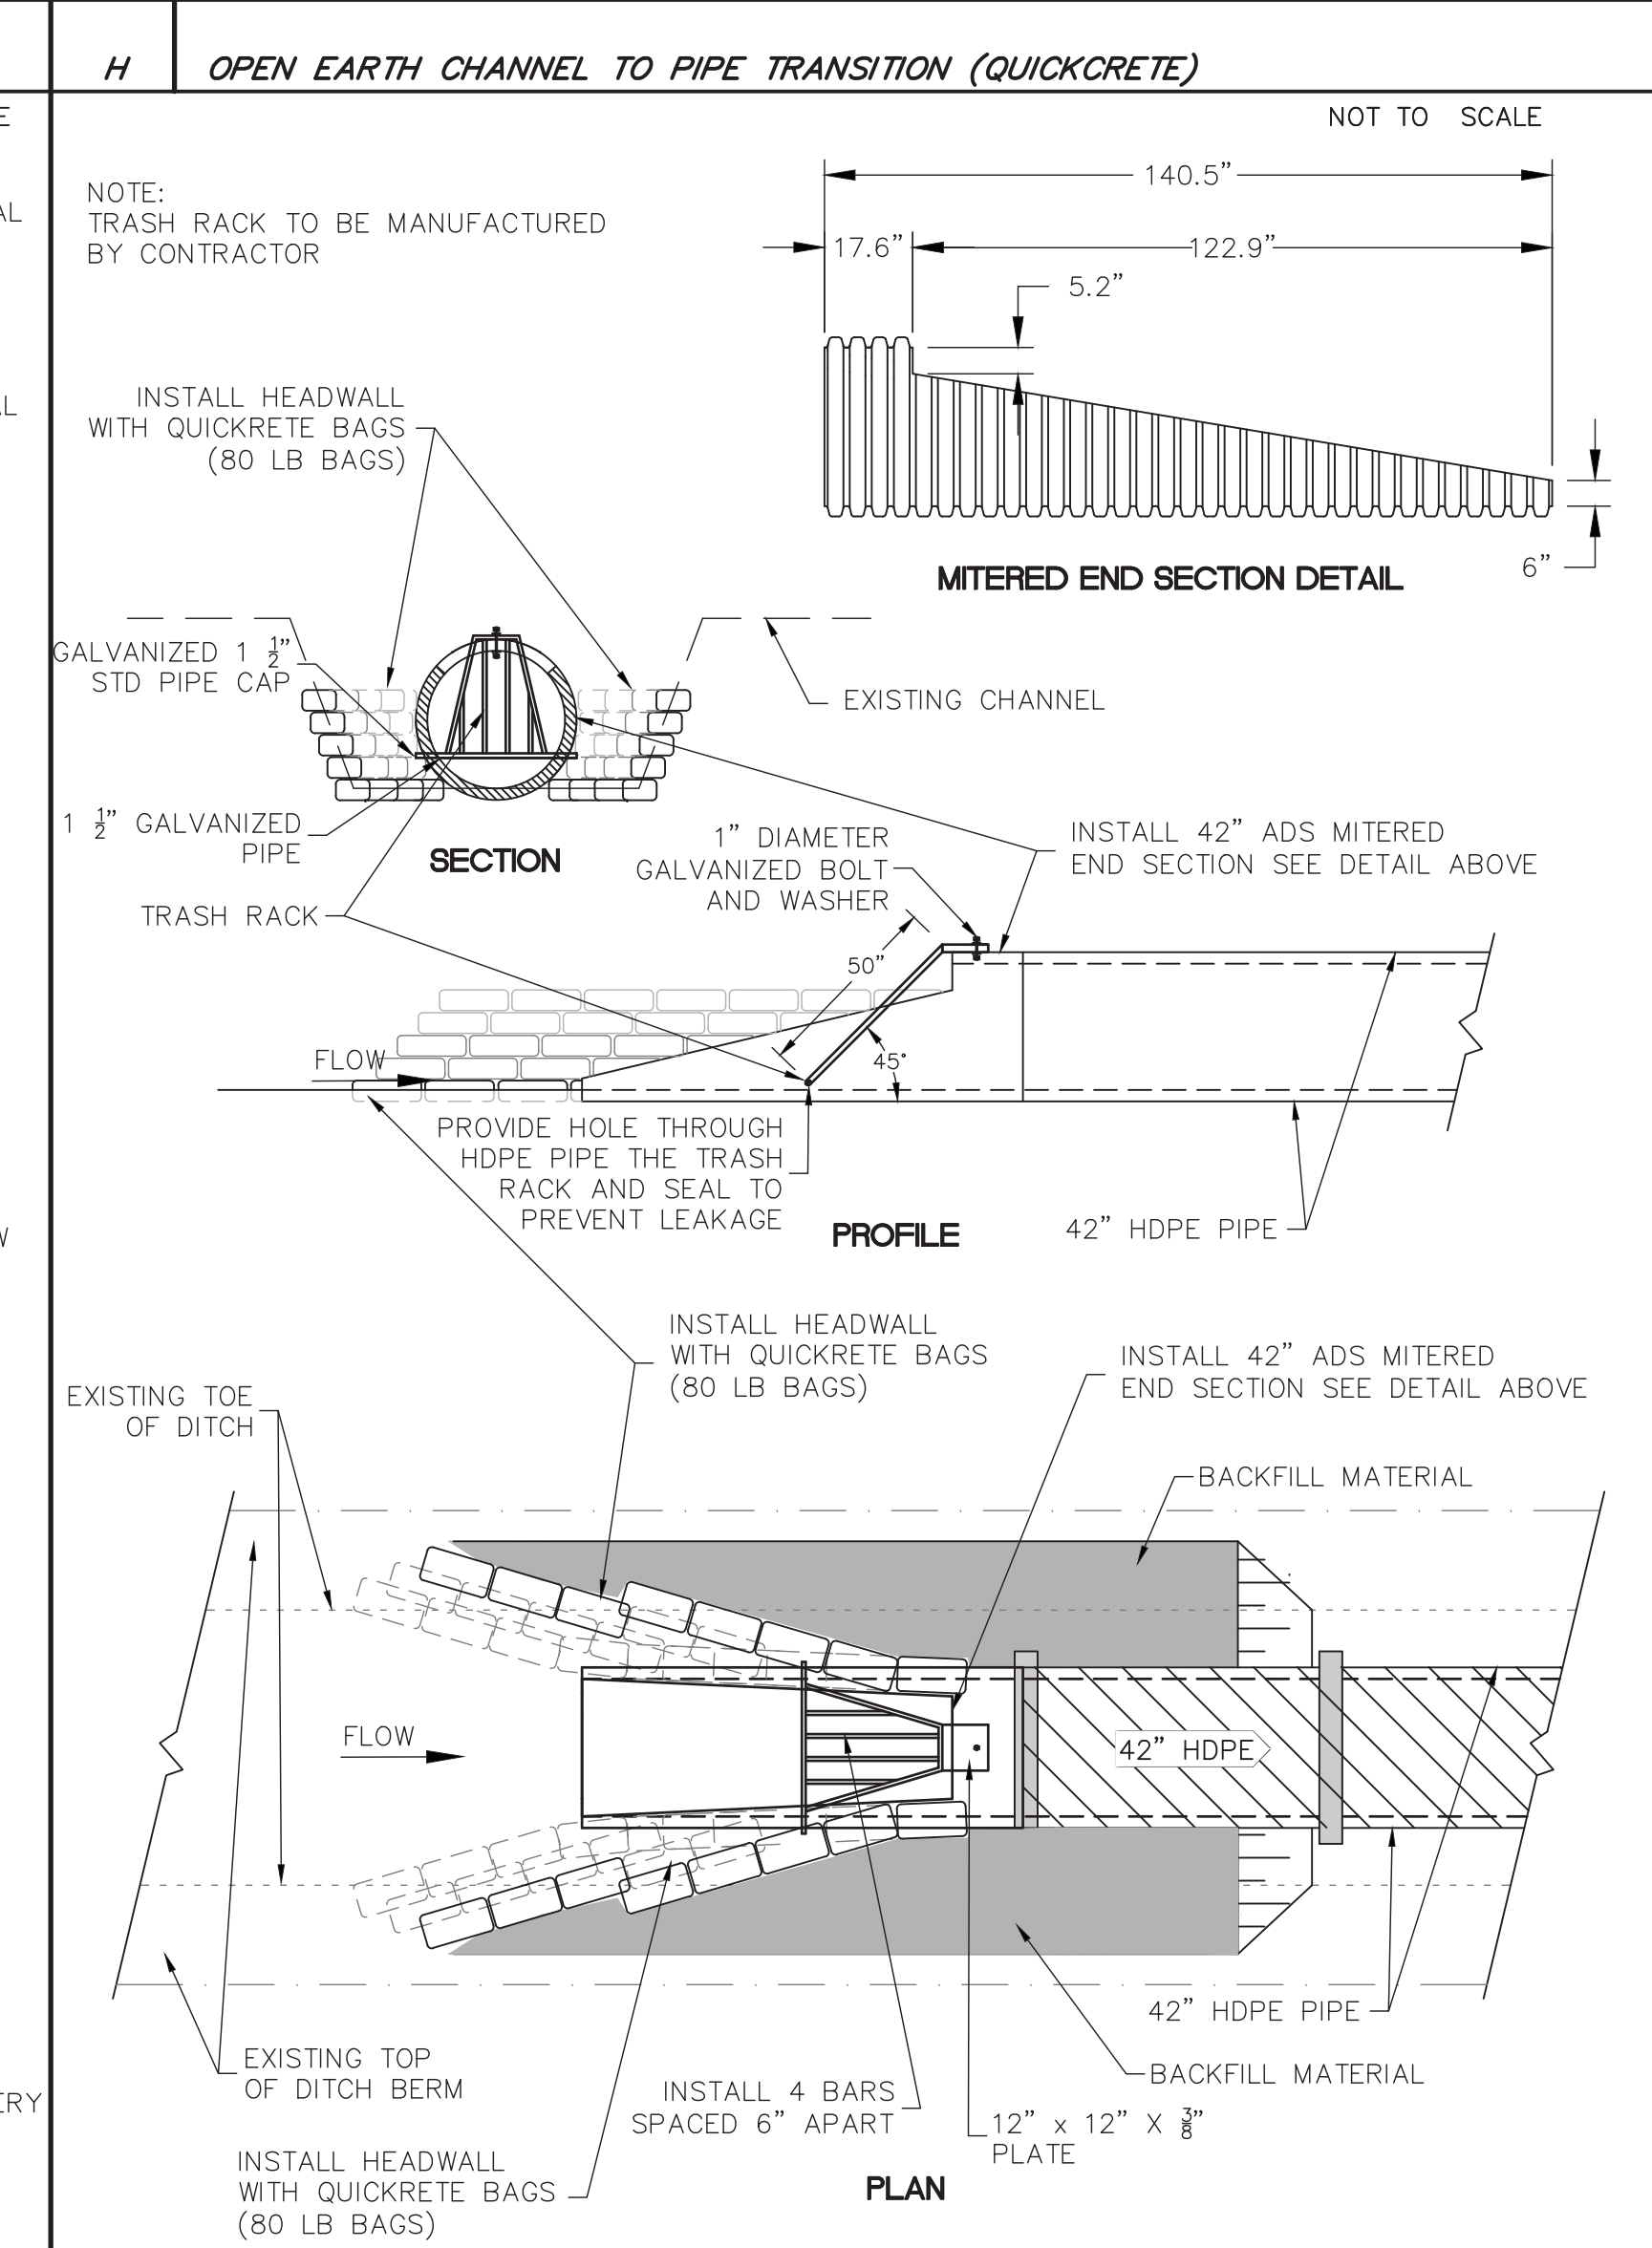 H
OPEN EARTH CHANNEL TO PIPE TRANSITION (QUICKCRETE)
NOT TO SCALE
NOTE:
TRASH RACK TO BE MANUFACTURED
BY CONTRACTOR
140.5”
17.6”
122.9”
5.2”
6”
MITERED END SECTION DETAIL
INSTALL HEADWALL
WITH QUICKRETE BAGS
(80 LB BAGS)
GALVANIZED 1 1/2”
STD PIPE CAP
EXISTING CHANNEL
1 1/2” GALVANIZED
PIPE
SECTION
TRASH RACK
1” DIAMETER
GALVANIZED BOLT
AND WASHER
INSTALL 42” ADS MITERED
END SECTION SEE DETAIL ABOVE
50”
45°
FLOW
PROVIDE HOLE THROUGH
HDPE PIPE THE TRASH
RACK AND SEAL TO
PREVENT LEAKAGE
PROFILE
42” HDPE PIPE
INSTALL HEADWALL
WITH QUICKRETE BAGS
(80 LB BAGS)
INSTALL 42” ADS MITERED
END SECTION SEE DETAIL ABOVE
EXISTING TOE
OF DITCH
BACKFILL MATERIAL
FLOW
42” HDPE
42” HDPE PIPE
EXISTING TOP
OF DITCH BERM
BACKFILL MATERIAL
INSTALL 4 BARS
SPACED 6” APART
12” x 12” X 3/8”
PLATE
INSTALL HEADWALL
WITH QUICKRETE BAGS
(80 LB BAGS)
PLAN